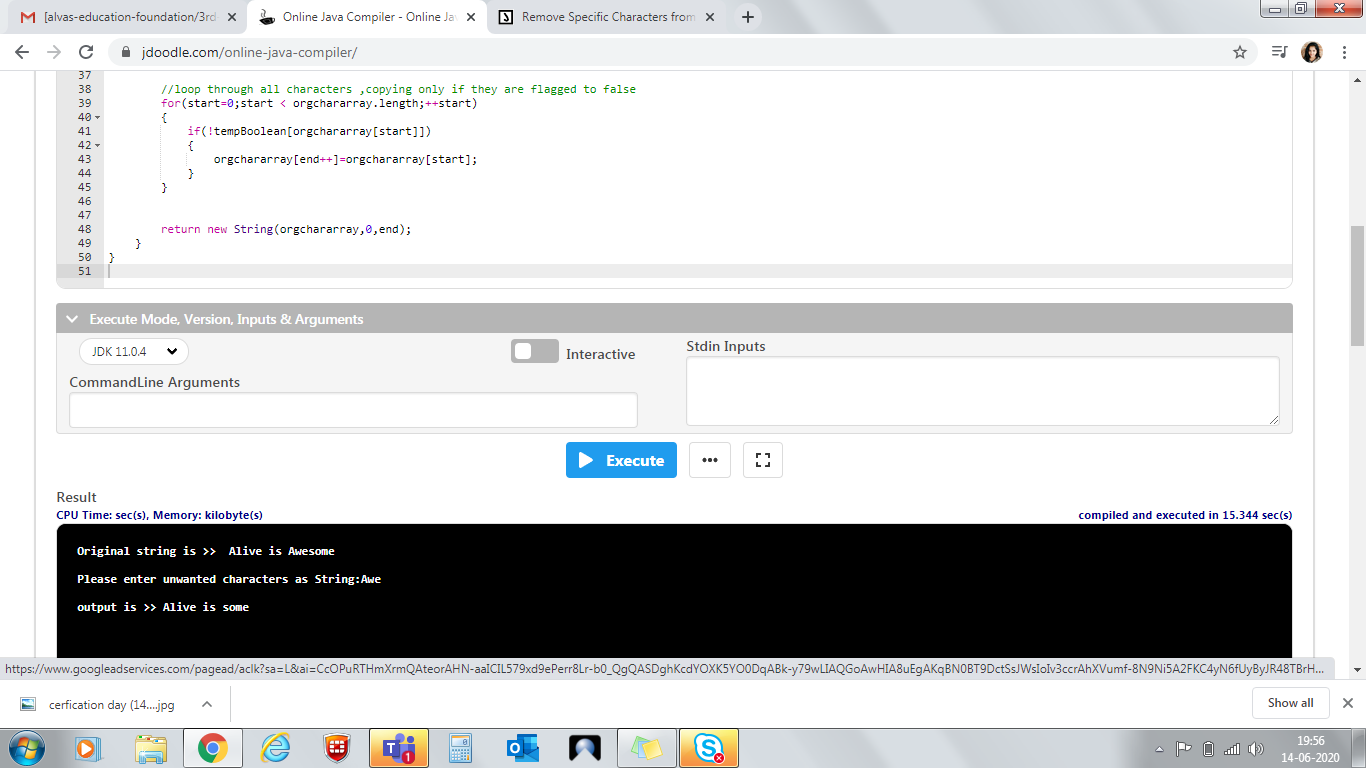 [alvas-education-foundation/3rd
Online Java Compiler - Online Ja
Remove Specific Characters from
jdoodle.com/online-java-compiler/
37
38 //loop through all characters ,copying only if they are flagged to false
39 for(start=0;start < orgchararray.length;++start)
40 {
41 if(!tempBoolean[orgchararray[start]])
42 {
43 orgchararray[end++]=orgchararray[start];
44 }
45 }
46
47
48 return new String(orgchararray,0,end);
49 }
50 }
51
Execute Mode, Version, Inputs & Arguments
JDK 11.0.4
Interactive
Stdin Inputs
CommandLine Arguments
Execute
Result
CPU Time: sec(s), Memory: kilobyte(s)
compiled and executed in 15.344 sec(s)
Original string is >>  Alive is Awesome
Please enter unwanted characters as String:Awe
output is >> Alive is some
https://www.googleadservices.com/pagead/aclk?sa=L&ai=CcOPuRTHmXrmQAteorAHN-aaICIL579xd9ePerr8Lr-b0_QgQASDghKcdYOXK5YO0DqABk-y79wLIAQGoAwHIA8uEgAKqBN0BT9DctSsJWsIoIv3ccrAhXVumf-8N9Ni5A2FKC4yN6fUyByJR48TBrH...
cerfication day (14....jpg
Show all
1
19:56
14-06-2020